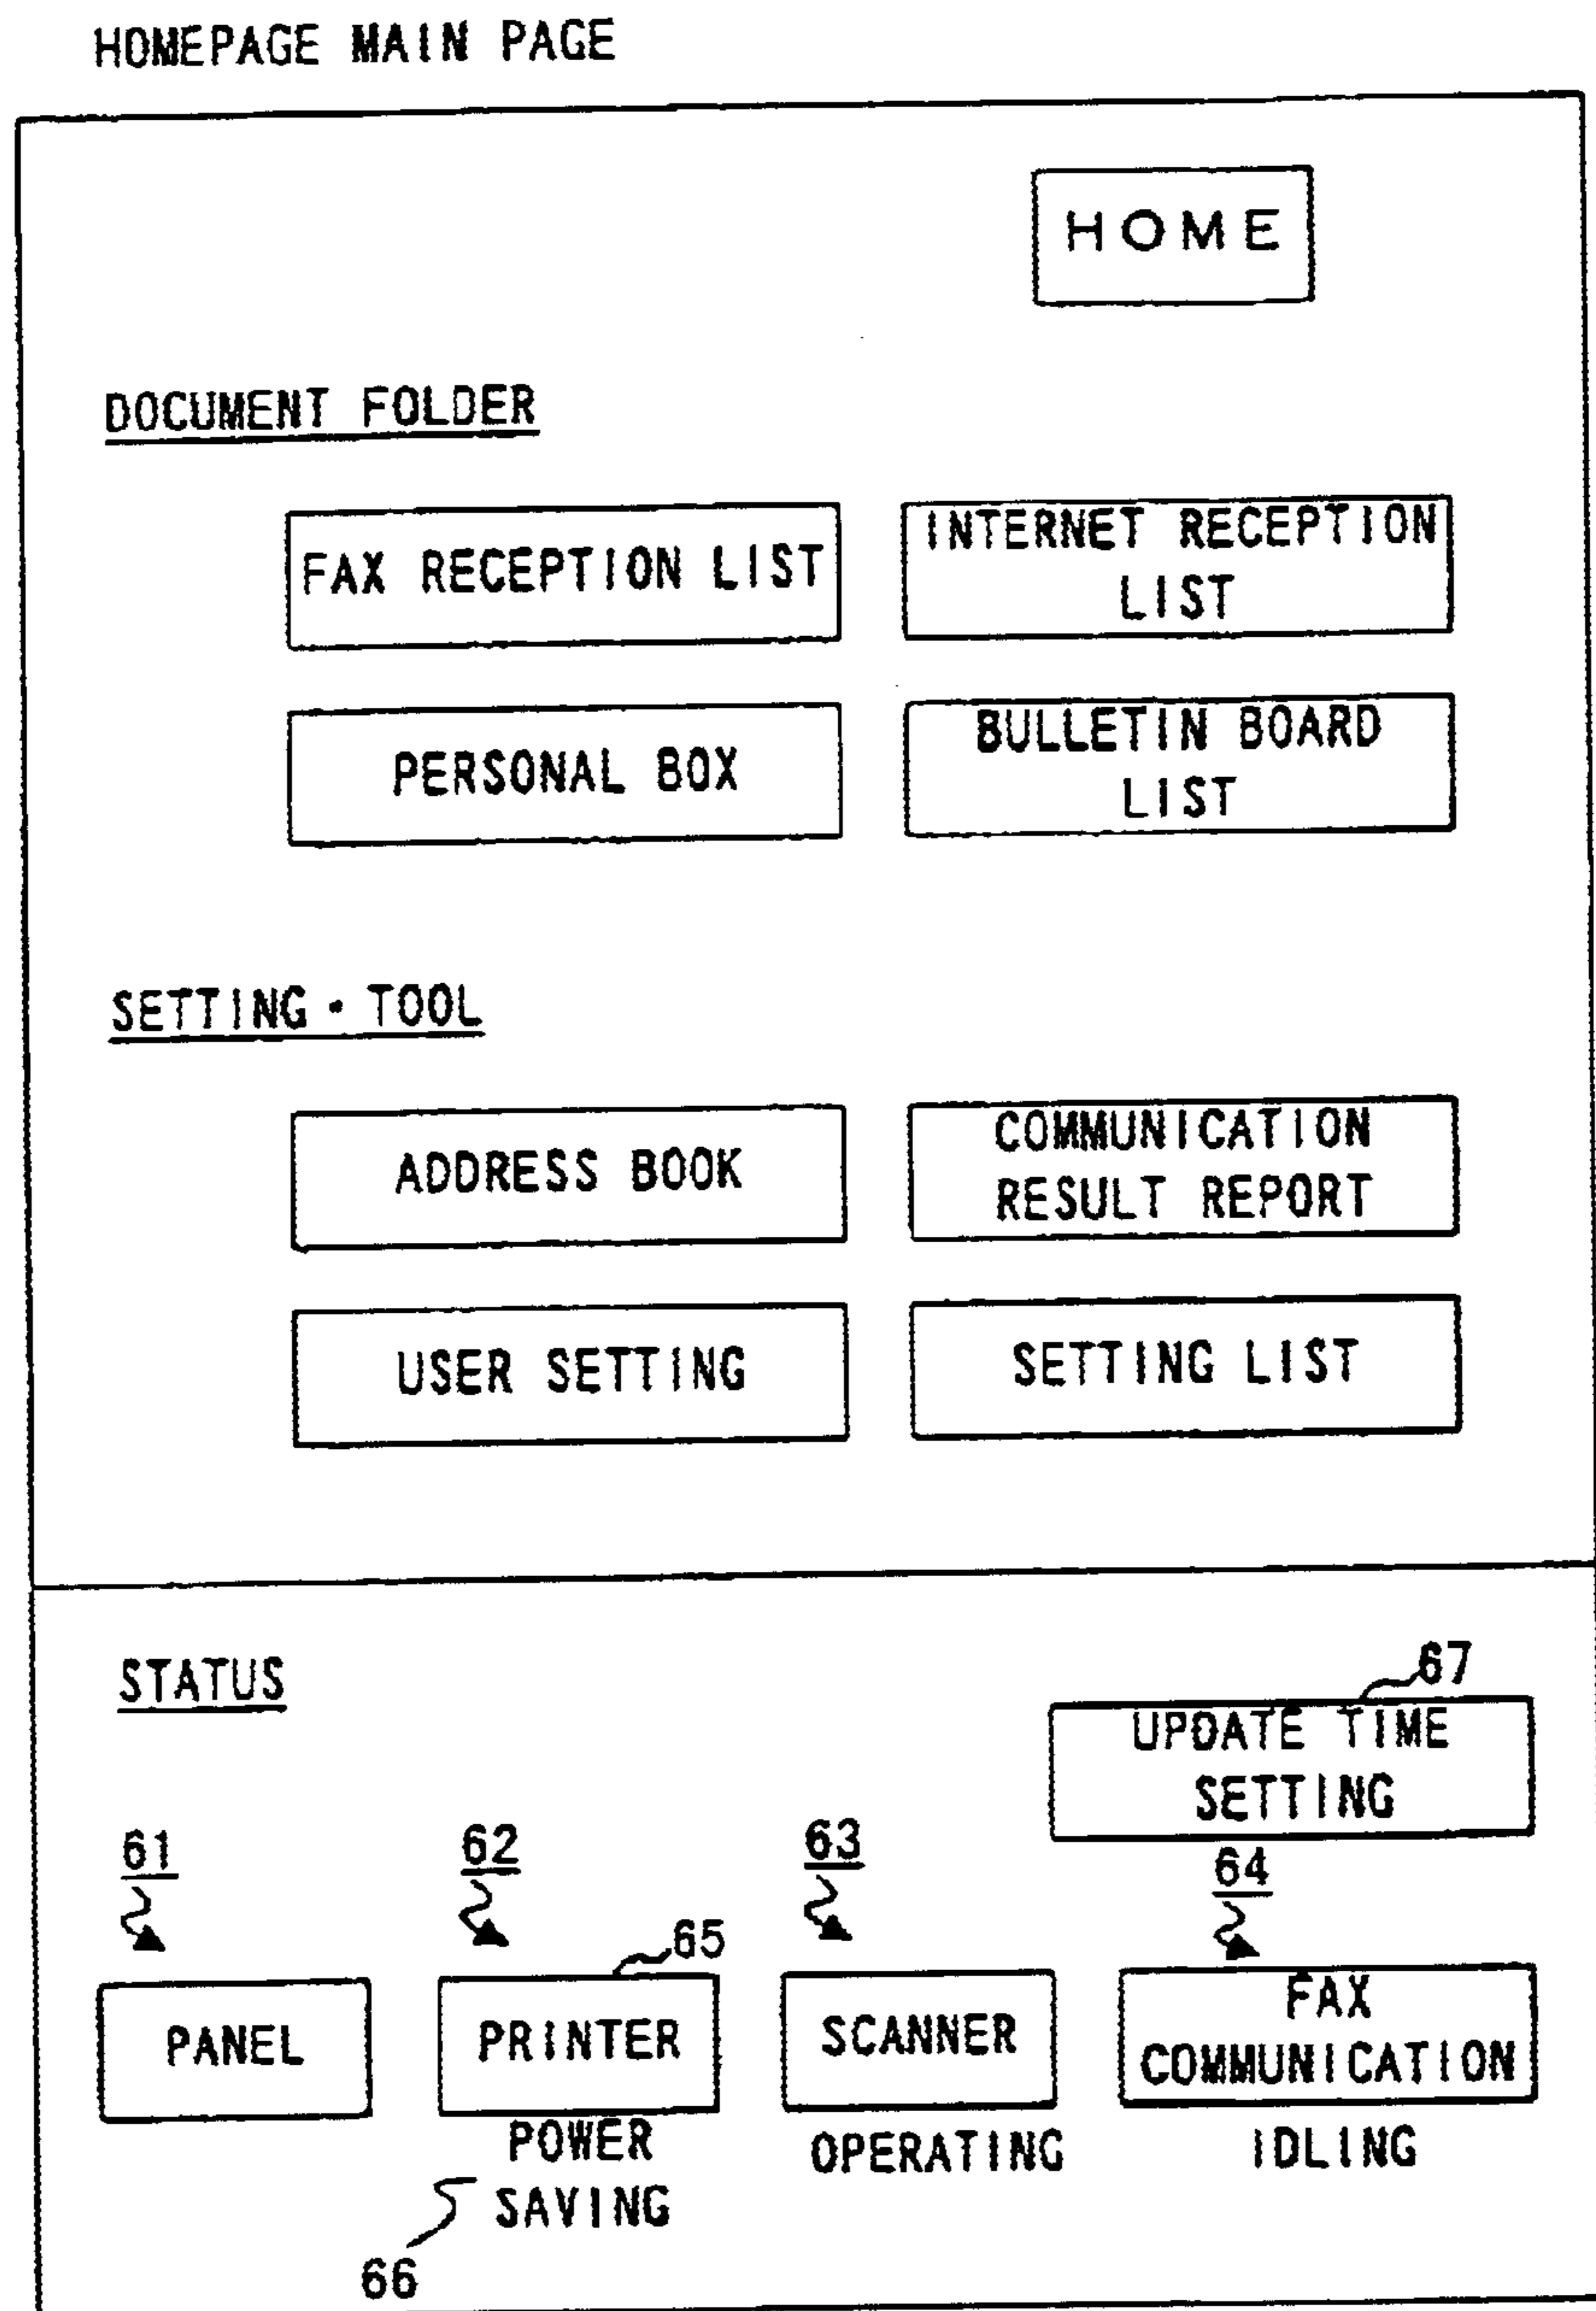 HOMEPAGE MAIN PAGE
HOME
DOCUMENT FOLDER
FAX RECEPTION LIST
INTERNET RECEPTION
LIST
PERSONAL BOX
BULLETIN BOARD
LIST
SETTING・TOOL
ADDRESS BOOK
COMMUNICATION
RESULT REPORT
USER SETTING
SETTING LIST
STATUS
67
UPDATE TIME
SETTING
61
62
63
64
65
PANEL
PRINTER
SCANNER
FAX
COMMUNICATION
POWER
SAVING
OPERATING
IDLING
66